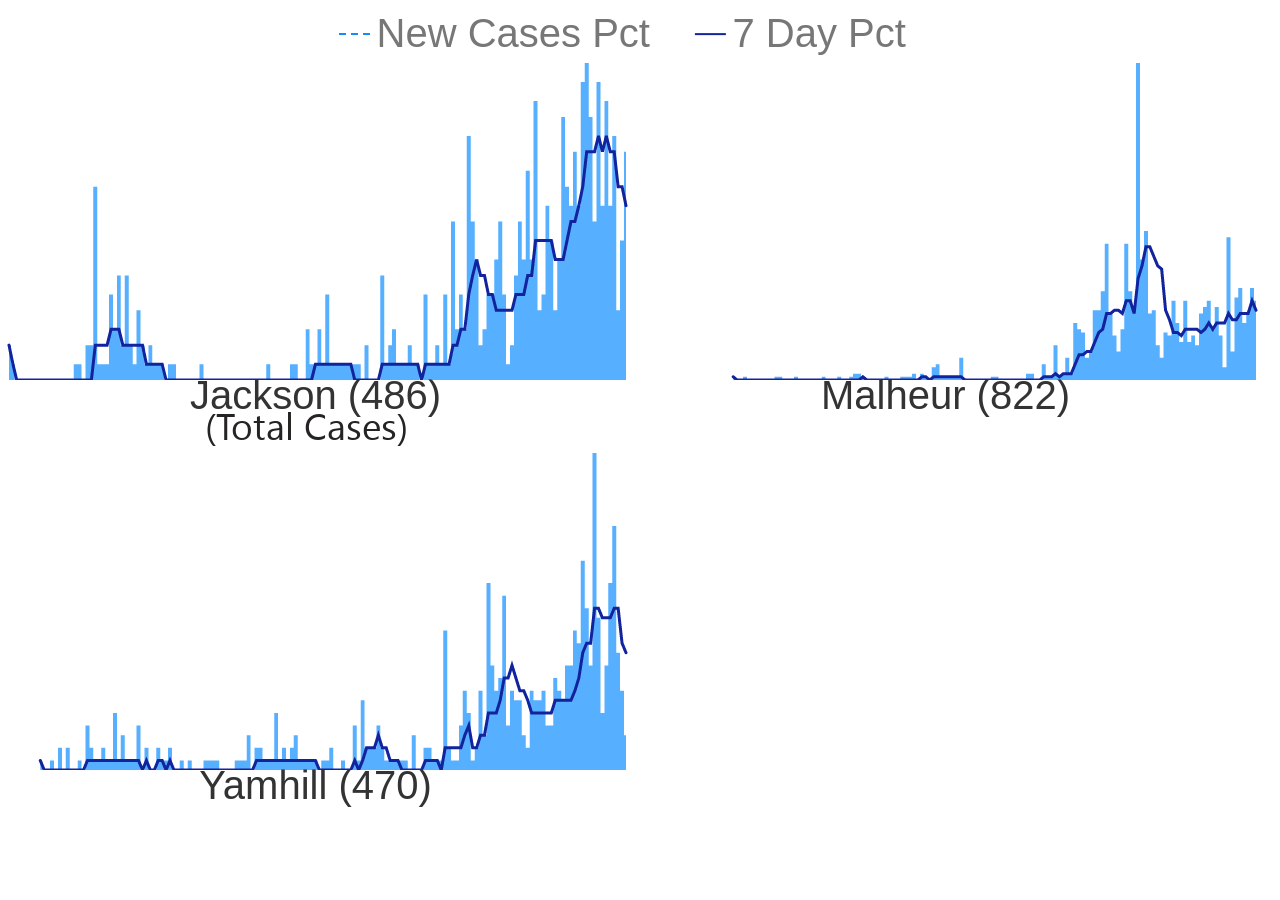 New Cases Pct 7 Day Pct
Jackson (486)
(Total Cases)
Malheur (822)
Yamhill (470)